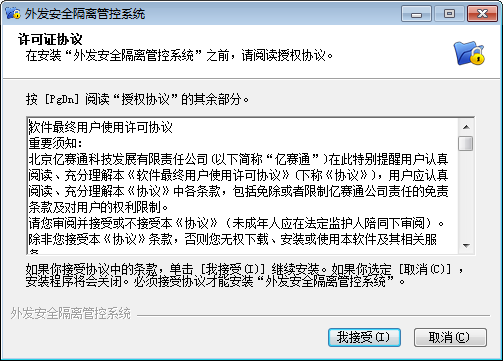 外发安全隔离管控系统
许可证协议
在安装“外发安全隔离管控系统”之前，请阅读授权协议。
按 [PgDn] 阅读“授权协议”的其余部分。
软件最终用户使用许可协议
重要须知：
北京亿赛通科技发展有限责任公司(以下简称“亿赛通”)在此特别提醒用户认真
阅读、充分理解本《软件最终用户使用许可协议》(下称《协议》)，用户应认真
阅读、充分理解本《协议》中各条款，包括免除或者限制亿赛通公司责任的免责
条款及对用户的权利限制。
请您审阅并接受或不接受本《协议》（未成年人应在法定监护人陪同下审阅）。
除非您接受本《协议》条款，否则您无权下载、安装或使用本软件及其相关服
如果你接受协议中的条款，单击 [我接受(I)] 继续安装。如果你选定 [取消(C)] ，
安装程序将会关闭。必须接受协议才能安装“外发安全隔离管控系统”。
外发安全隔离管控系统
我接受(I)
取消(C)